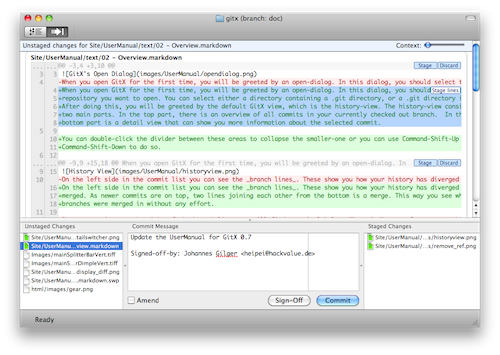 gitx (branch: doc)
Unstaged changes for Site/UserManual/text/02 – Overview.markdown
Context:
Site/UserManual/text/02 – Overview.markdown
@@ -3,4 +3,10 @@
Stage Discard
3 3 ![GitX's Open Dialog](images/UserManual/opendialog.png)
4 -When you open GitX for the first time, you will be greeted by an open-dialog. In this dialog, you should select t
4 +When you open GitX for the first time, you will be greeted by an open-dialog. In this dialog, you should
Stage lines
5 +repository you want to open. You can select either a directory containing a .git directory, or a .git directory
6 +After doing this, you will be greeted by the default GitX view, which is the history-view. The history-view consis
7 +two main parts. In the top part, there is an overview of all commits in your currently checked out branch. In th
8 +bottom part is a detail view that can show you more information about the selected commit.
5 9
10 +You can double-click the divider between these areas to collapse the smaller-one or you can use Command-Shift-Up
11 +Command-Shift-Down to do so.
6 12
@@ -9,9 +15,18 @@ When you open GitX for the first time, you will be greeted by an open-dialog. In
Stage Discard
9 15 ![History View](images/UserManual/historyview.png)
10 -On the left side in the commit list you can see the _branch lines_. These show you how your history has diverged
16 +On the left side in the commit list you can see the _branch lines_. These show you how your history has diverged
17 +merged. As newer commits are on top, two lines joining each other from the bottom is a merge. This way you see wh
18 +branches were merged in without any effort.
11 19
Unstaged Changes
Commit Message
Staged Changes
Site/UserManu...tailswitcher.png
Site/UserManu...view.markdown
Images/mainSplitterBarVert.tiff
Images/mainSp...rDimpleVert.tiff
Site/UserManu...display_diff.png
Site/UserManu...markdown.swp
html/images/gear.png
Update the UserManual for GitX 0.7
Signed-off-by: Johannes Gilger <heipei@hackvalue.de>
Site/UserManual/...s/historyview.png
Site/UserManual/...s/remove_ref.png
Amend
Sign-Off
Commit
Ready